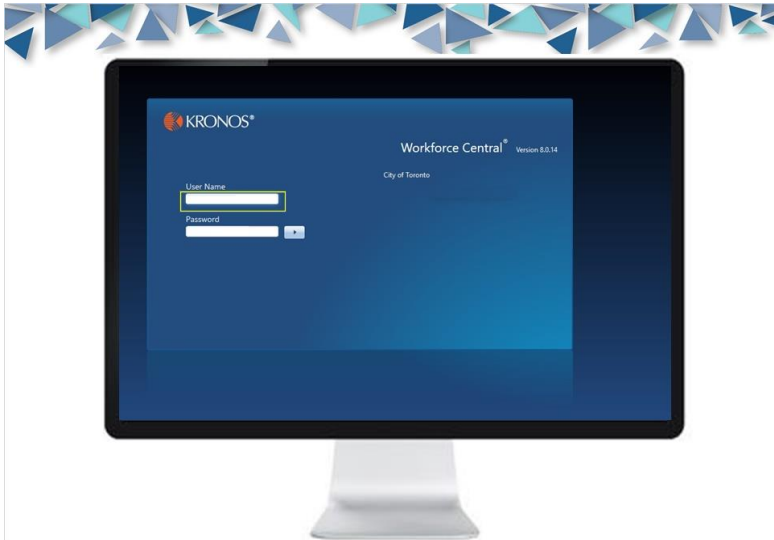 KRONOS®
Workforce Central® Version 8.0.14
City of Toronto
User Name
Password